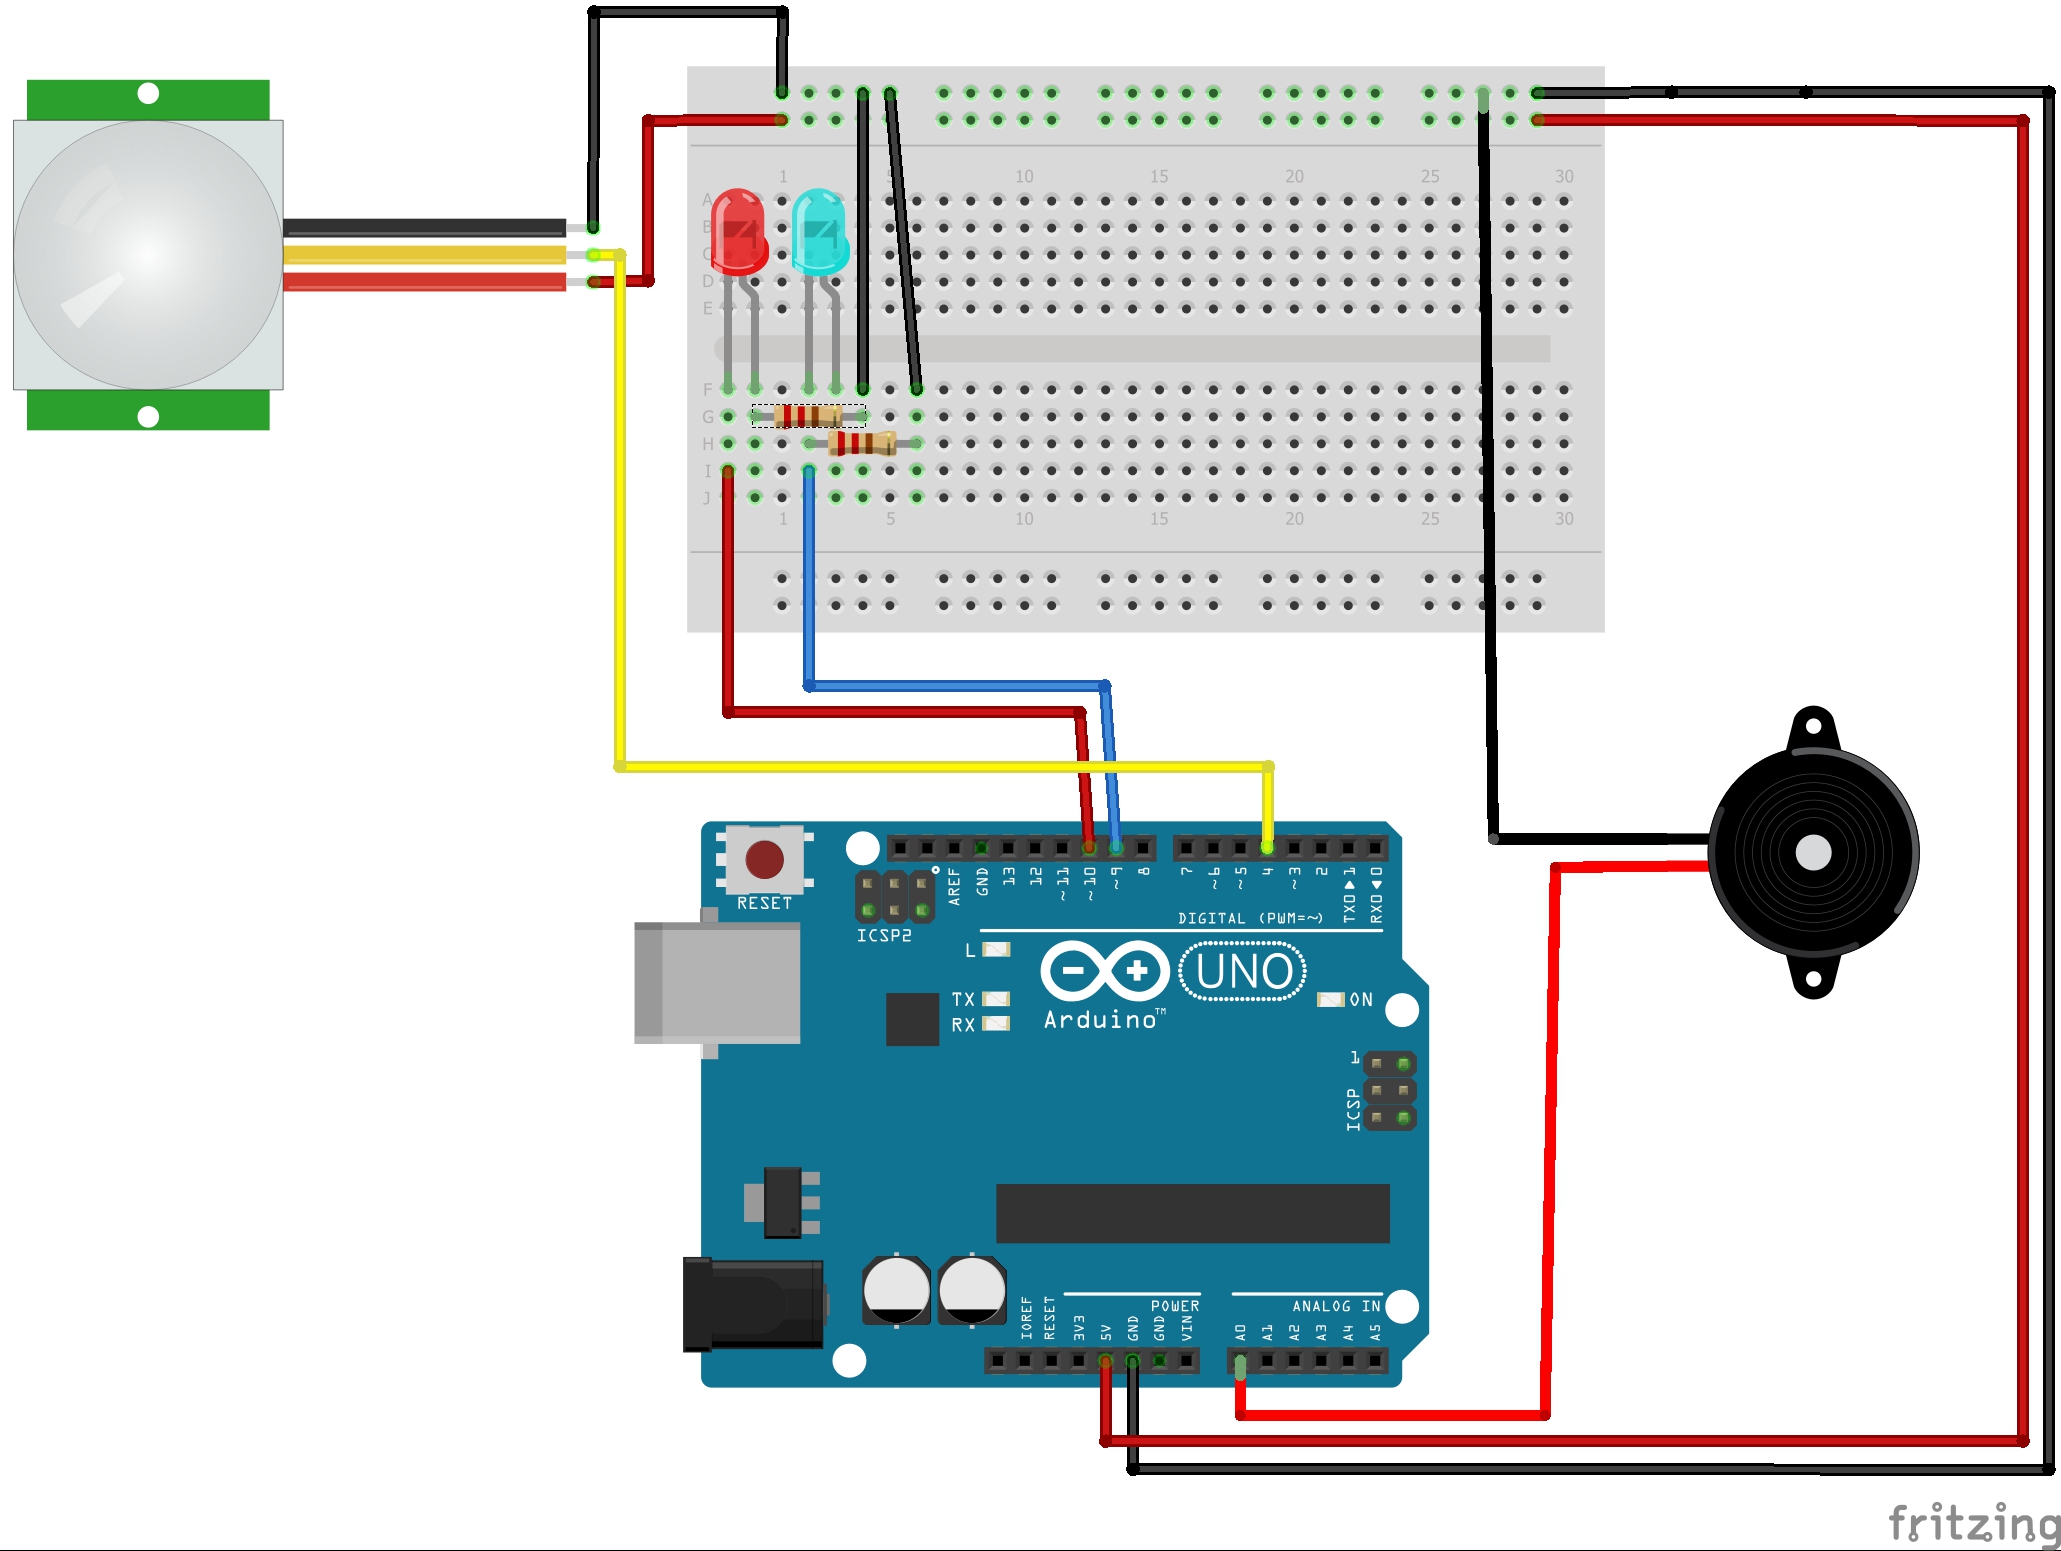 1 5 10 15 20 25 30
A
B
C
D
E
F
G
H
I
J
1 5 10 15 20 25 30
RESET
ICSP2
AREF
GND
13
12
~11
~10
~9
8
7
~6
~5
4
~3
2
TX0▶1
RX0◀0
DIGITAL (PWM=~)
L
TX
RX
UNO
Arduino™
ON
1
ICSP
IOREF
RESET
3V3
5V
GND
GND
VIN
POWER
A0
A1
A2
A3
A4
A5
ANALOG IN
fritzing